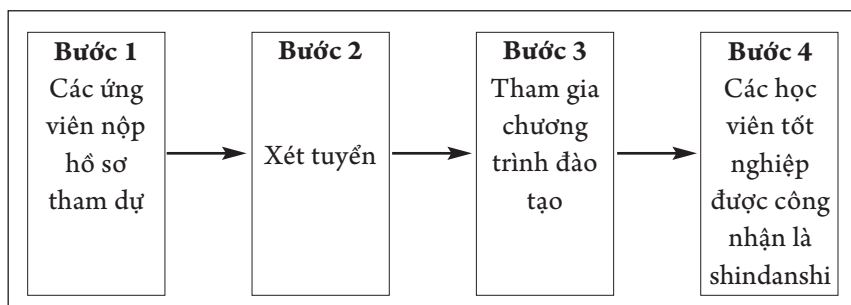 Bước 1
Các ứng
viên nộp
hồ sơ
tham dự
Bước 2
Xét tuyển
Bước 3
Tham gia
chương
trình đào
tạo
Bước 4
Các học
viên tốt
nghiệp
được công
nhận là
shindanshi